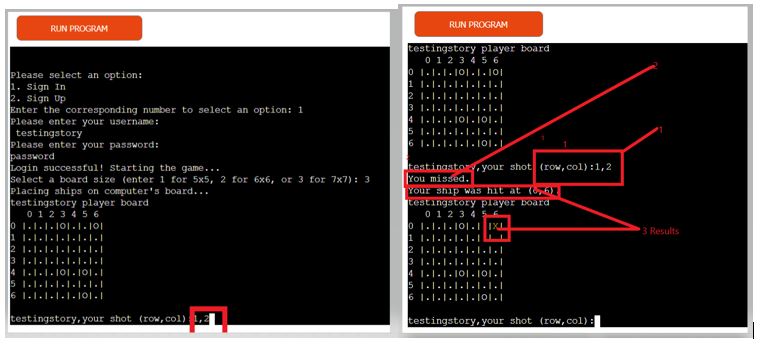 RUN PROGRAM
Please select an option:
1. Sign In
2. Sign Up
Enter the corresponding number to select an option: 1
Please enter your username:
testingstory
Please enter your password:
password
Login successful! Starting the game...
Select a board size (enter 1 for 5x5, 2 for 6x6, or 3 for 7x7): 3
Placing ships on computer's board...
testingstory player board
0 1 2 3 4 5 6
0 |.|.|.|O|.|.|O|
1 |.|.|.|.|.|.|.|
2 |.|.|.|.|.|.|.|
3 |.|.|.|.|.|.|.|
4 |.|.|.|O|.|O|.|
5 |.|.|.|.|.|.|.|
6 |.|.|.|.|.|O|.|
testingstory,your shot (row,col):1,2
RUN PROGRAM
testingstory player board
0 1 2 3 4 5 6
0 |.|.|.|O|.|.|O|
1 |.|.|.|.|.|.|.|
2 |.|.|.|.|.|.|.|
3 |.|.|.|.|.|.|.|
4 |.|.|.|O|.|O|.|
5 |.|.|.|.|.|.|.|
6 |.|.|.|.|.|O|.|
2
1
1
1
testingstory,your shot (row,col):1,2
You missed.
Your ship was hit at
testingstory player board
0 1 2 3 4 5 6
0 |.|.|.|O|.| |X|
1 |.|.|.|.|.|.|.|
2 |.|.|.|.|.|.|.|
3 |.|.|.|.|.|.|.|
4 |.|.|.|O|.|O|.|
5 |.|.|.|.|.|.|.|
6 |.|.|.|.|.|O|.|
3 Results
testingstory,your shot (row,col):